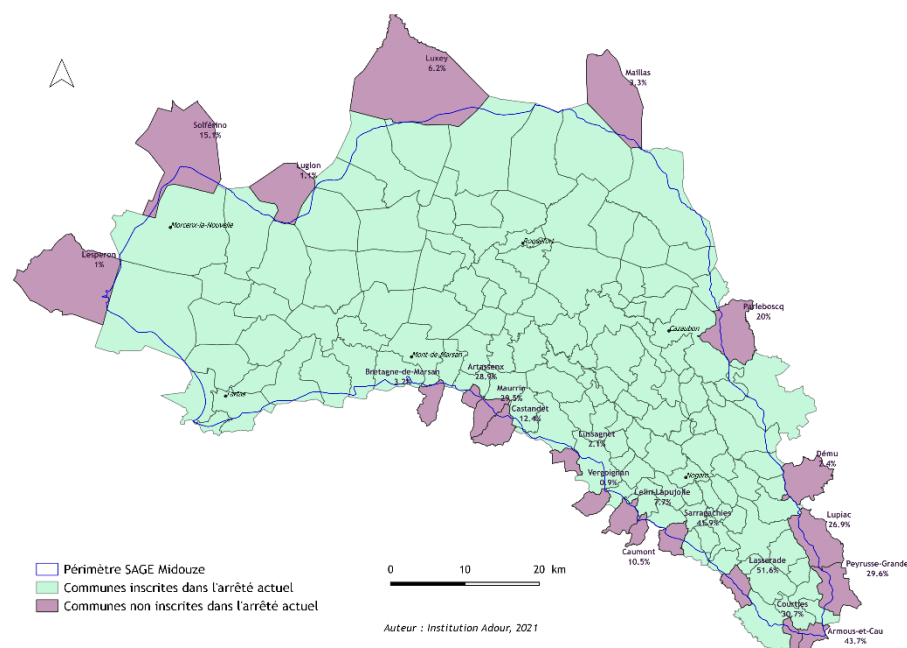 Luxey
6.2%
Maillas
3.3%
Solférino
15.1%
Luglon
1.1%
Morcenx-la-Nouvelle
Roquefort
Lesperon
1%
Parleboscq
20%
Cazaubon
Mont-de-Marsan
Artassenx
28.9%
Bretagne-de-Marsan
3.2%
Maurrin
29.5%
Tartas
Castandet
12.4%
Lussagnet
2.1%
Dému
2.4%
Vergoignan
0.9%
Nogaro
Lelin-Lapujolle
7.7%
Sarragachies
41.9%
Lupiac
26.9%
Caumont
10.5%
Lasserade
51.6%
Peyrusse-Grande
29.6%
Courties
30.7%
Armous-et-Cau
43.7%
Périmètre SAGE Midouze
Communes inscrites dans l'arrêté actuel
Communes non inscrites dans l'arrêté actuel
0 10 20 km
Auteur : Institution Adour, 2021